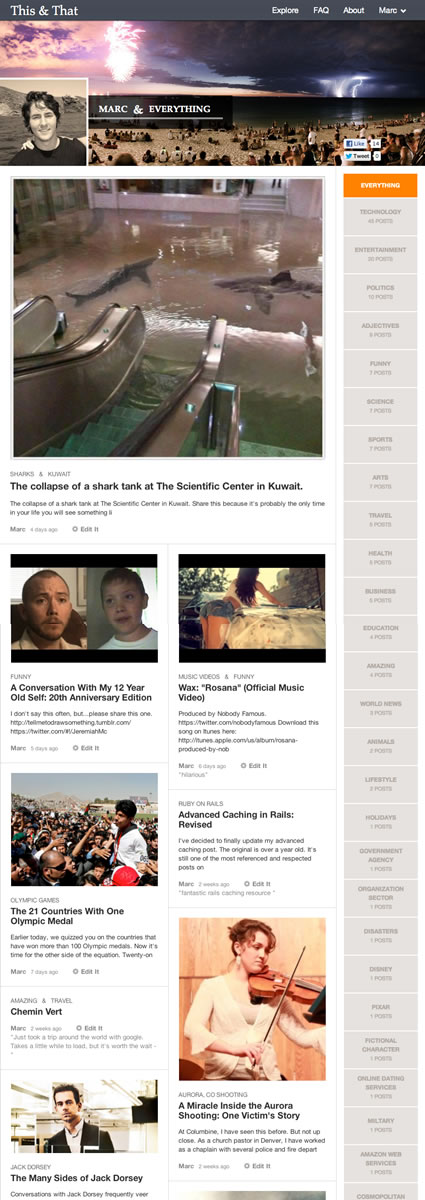 This & That
Explore FAQ About Marc
MARC & EVERYTHING
Like 14
Tweet 0
SHARKS & KUWAIT
The collapse of a shark tank at The Scientific Center in Kuwait.
The collapse of a shark tank at The Scientific Center in Kuwait. Share this because it's probably the only time
in your life you will see something li
Marc 4 days ago Edit It
FUNNY
A Conversation With My 12 Year
Old Self: 20th Anniversary Edition
I don't say this often, but...please share this one.
http://tellmetodrawsomething.tumblr.com/
https://twitter.com/#!/JeremiahMc
Marc 5 days ago Edit It
OLYMPIC GAMES
The 21 Countries With One
Olympic Medal
Earlier today, we quizzed you on the countries that
have won more than 100 Olympic medals. Now it's
time for the other side of the equation. Twenty-on
Marc 7 days ago Edit It
AMAZING & TRAVEL
Chemin Vert
Marc 2 weeks ago Edit It
"Just took a trip around the world with google.
Takes a little while to load, but it's worth the wait -
"
JACK DORSEY
The Many Sides of Jack Dorsey
Conversations with Jack Dorsey frequently veer
MUSIC VIDEOS & FUNNY
Wax: "Rosana" (Official Music
Video)
Produced by Nobody Famous.
https://twitter.com/nobodyfamous Download this
song on Itunes here:
http://itunes.apple.com/us/album/rosana-
produced-by-nob
Marc 6 days ago Edit It
"hilarious"
RUBY ON RAILS
Advanced Caching in Rails:
Revised
I've decided to finally update my advanced
caching post. The original is over a year old. It's
still one of the most referenced and respected
posts on
Marc 2 weeks ago Edit It
"fantastic rails caching resource "
AURORA, CO SHOOTING
A Miracle Inside the Aurora
Shooting: One Victim's Story
At Columbine, I have seen this before. But not up
close. As a church pastor in Denver, I have worked
as a chaplain with several police and fire depart
Marc 2 weeks ago Edit It
EVERYTHING
TECHNOLOGY
45 POSTS
ENTERTAINMENT
20 POSTS
POLITICS
10 POSTS
ADJECTIVES
8 POSTS
FUNNY
7 POSTS
SCIENCE
7 POSTS
SPORTS
7 POSTS
ARTS
7 POSTS
TRAVEL
6 POSTS
HEALTH
6 POSTS
BUSINESS
6 POSTS
EDUCATION
4 POSTS
AMAZING
4 POSTS
WORLD NEWS
3 POSTS
ANIMALS
2 POSTS
LIFESTYLE
2 POSTS
HOLIDAYS
1 POSTS
GOVERNMENT
AGENCY
1 POSTS
ORGANIZATION
SECTOR
1 POSTS
DISASTERS
1 POSTS
DISNEY
1 POSTS
PIXAR
1 POSTS
FICTIONAL
CHARACTER
1 POSTS
ONLINE DATING
SERVICES
1 POSTS
MILTARY
1 POSTS
AMAZON WEB
SERVICES
1 POSTS
COSMOPOLITAN